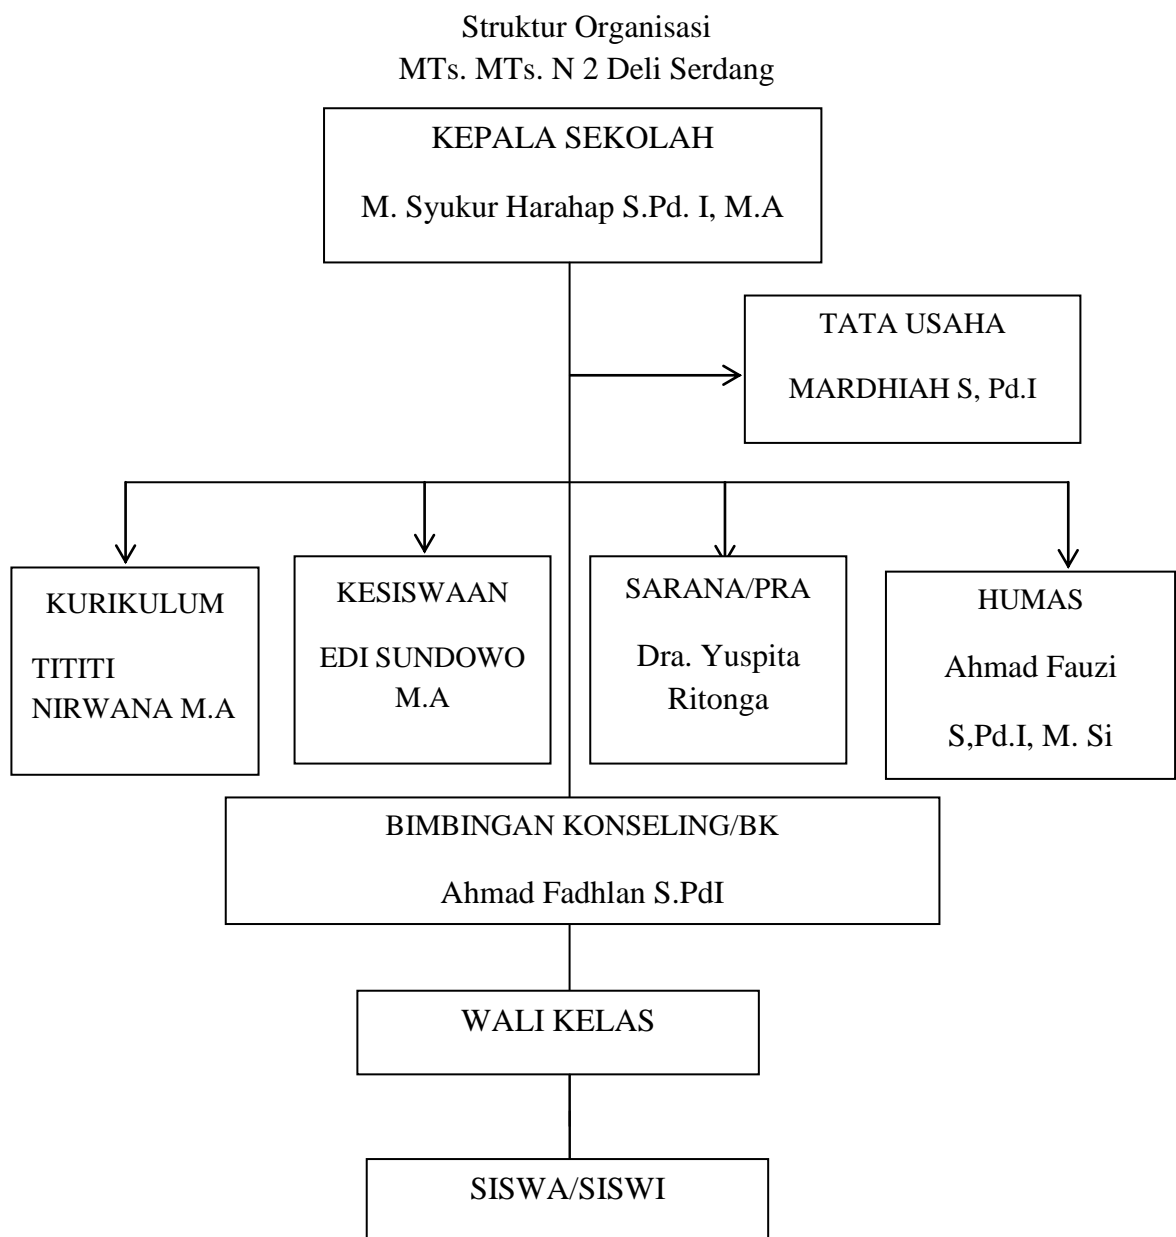 Struktur Organisasi
MTs. MTs. N 2 Deli Serdang
KEPALA SEKOLAH
M. Syukur Harahap S.Pd. I, M.A
TATA USAHA
MARDHIAH S, Pd.I
KURIKULUM
TITITI
NIRWANA M.A
KESISWAAN
EDI SUNDOWO
M.A
SARANA/PRA
Dra. Yuspita
Ritonga
HUMAS
Ahmad Fauzi
S,Pd.I, M. Si
BIMBINGAN KONSELING/BK
Ahmad Fadhlan S.PdI
WALI KELAS
SISWA/SISWI